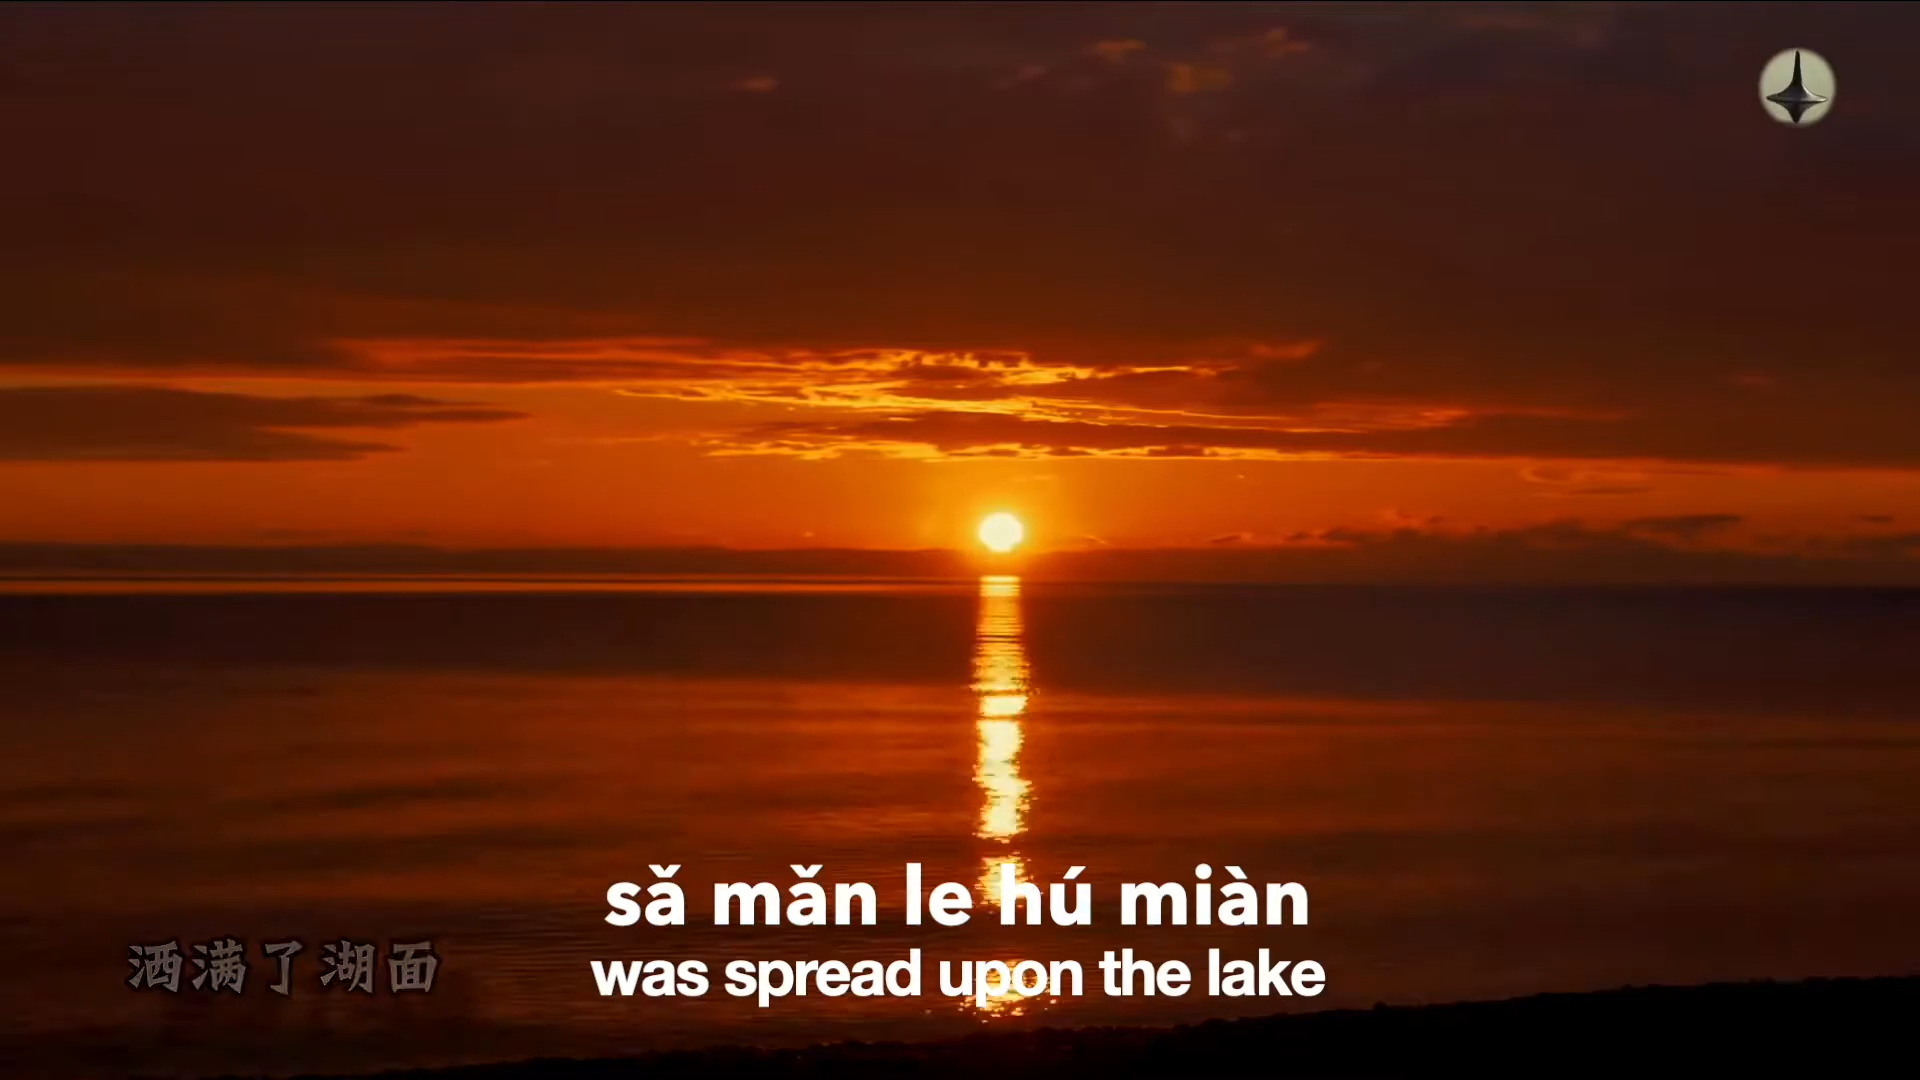 sǎ mǎn le hú miàn
洒满了湖面
was spread upon the lake